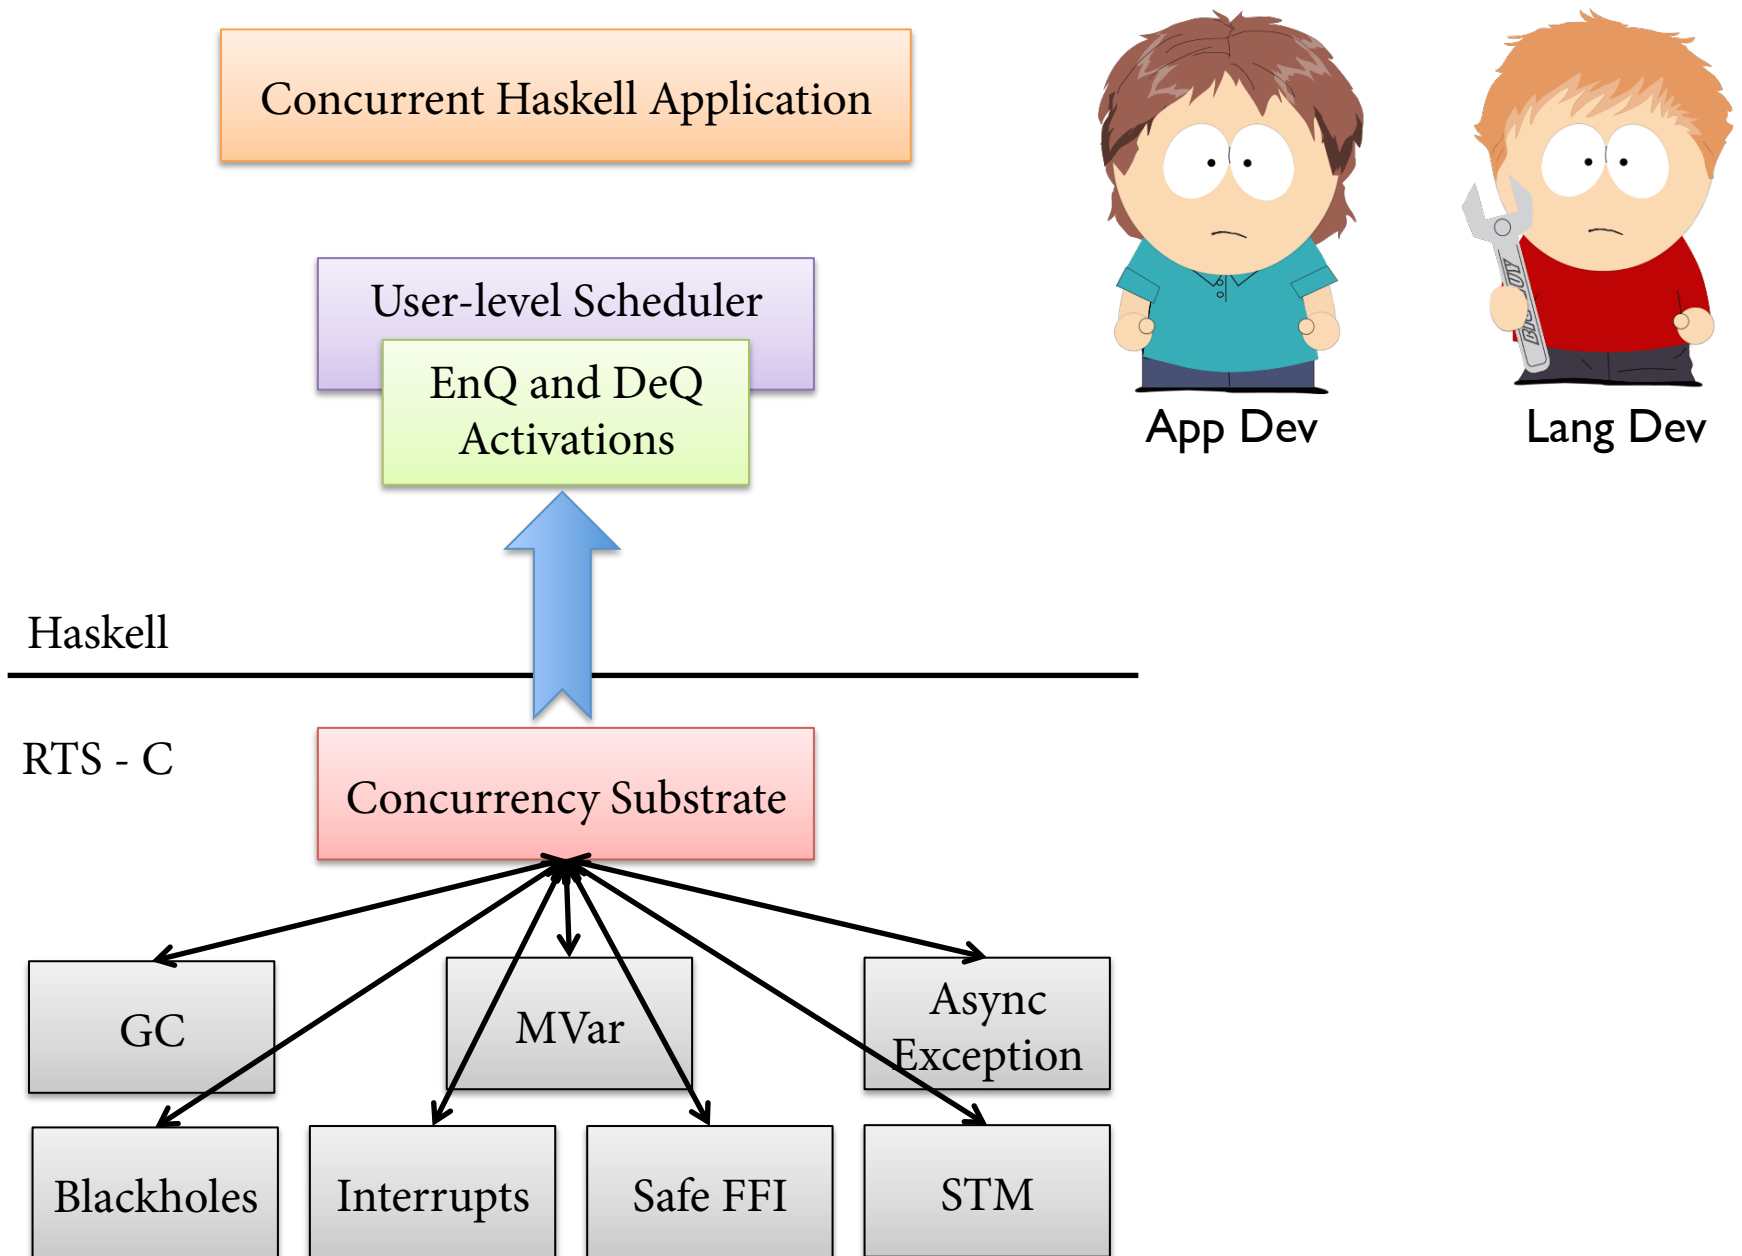 Concurrent Haskell Application
User-level Scheduler
EnQ and DeQ
Activations
App Dev
Lang Dev
Haskell
RTS - C
Concurrency Substrate
GC
MVar
Async
Exception
Blackholes
Interrupts
Safe FFI
STM